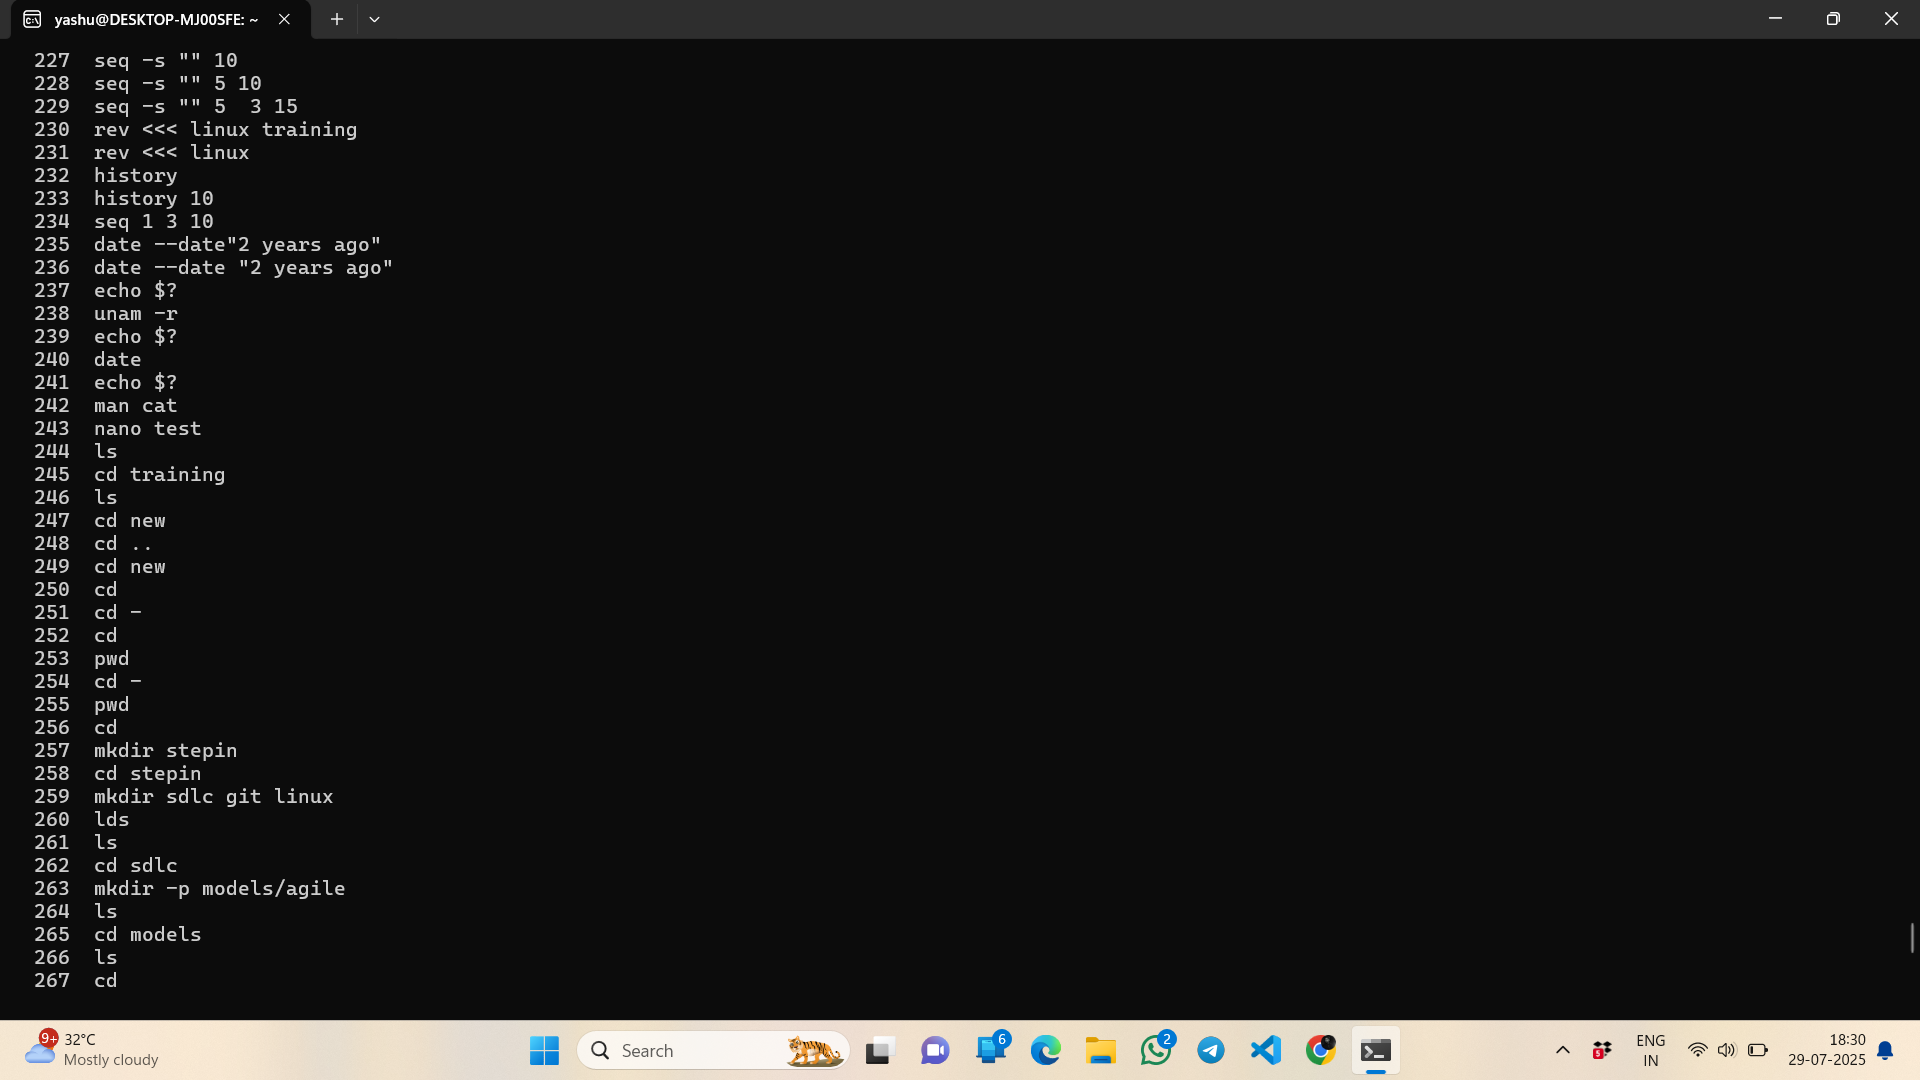 yashu@DESKTOP-MJ00SFE: ~
227  seq -s "" 10
228  seq -s "" 5 10
229  seq -s "" 5  3 15
230  rev <<< linux training
231  rev <<< linux
232  history
233  history 10
234  seq 1 3 10
235  date --date"2 years ago"
236  date --date "2 years ago"
237  echo $?
238  unam -r
239  echo $?
240  date
241  echo $?
242  man cat
243  nano test
244  ls
245  cd training
246  ls
247  cd new
248  cd ..
249  cd new
250  cd
251  cd -
252  cd
253  pwd
254  cd -
255  pwd
256  cd
257  mkdir stepin
258  cd stepin
259  mkdir sdlc git linux
260  lds
261  ls
262  cd sdlc
263  mkdir -p models/agile
264  ls
265  cd models
266  ls
267  cd
9+ 32°C
Mostly cloudy
Search
6
2
5
ENG
IN
18:30
29-07-2025